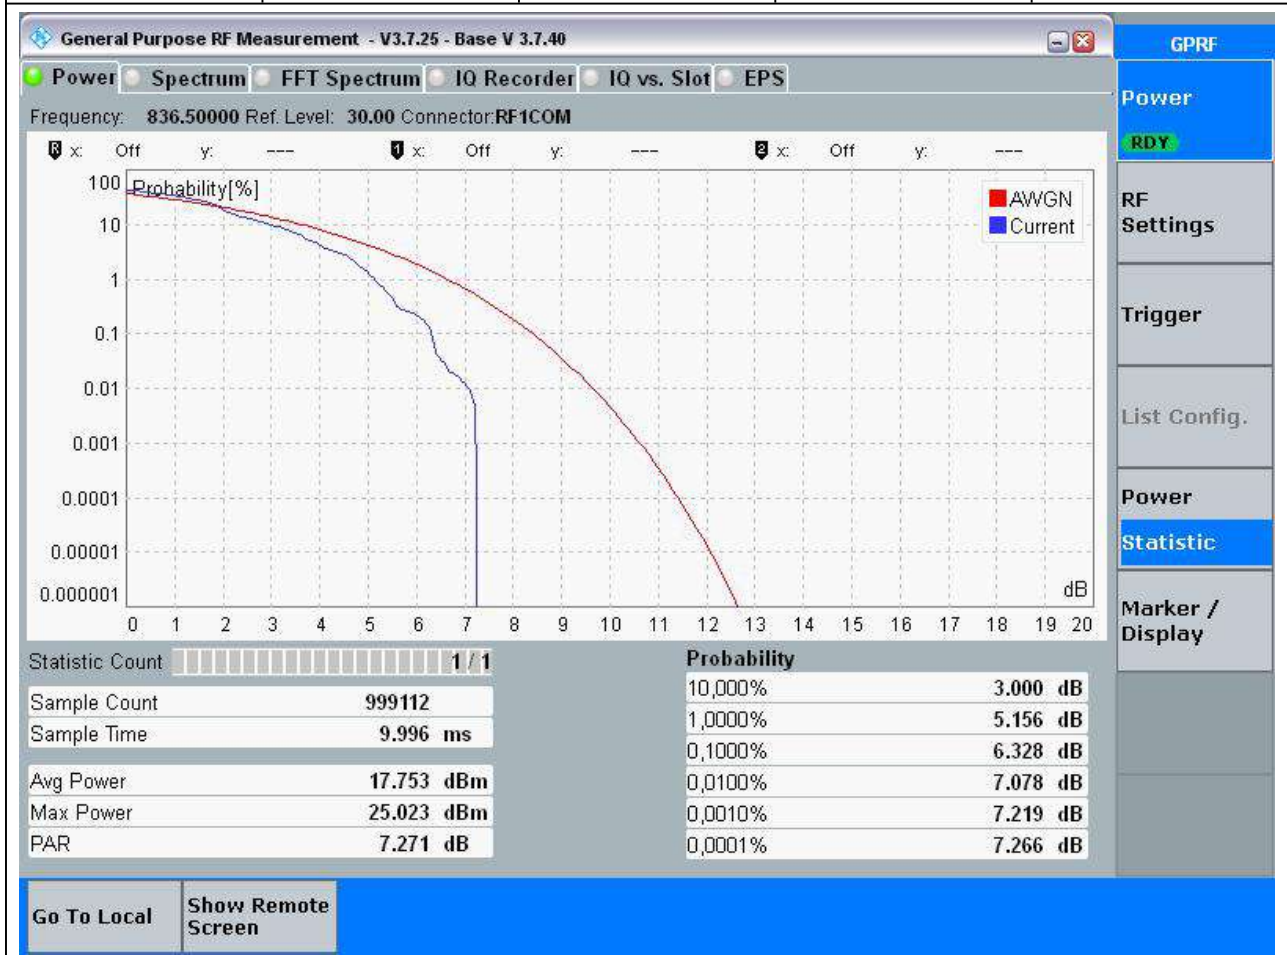 General Purpose RF Measurement - V3.7.25 - Base V 3.7.40
GPRF
Power Spectrum FFT Spectrum IQ Recorder IQ vs. Slot EPS
Power
RDY
Frequency: 836.50000 Ref. Level: 30.00 Connector:RF1COM
R x: Off y: --- 1 x: Off y: --- 2 x: Off y: ---
100 Probability[%]
AWGN
Current
10
1
0.1
0.01
0.001
0.0001
0.00001
0.000001
dB
0 1 2 3 4 5 6 7 8 9 10 11 12 13 14 15 16 17 18 19 20
RF
Settings
Trigger
List Config.
Power
Statistic
Marker /
Display
Statistic Count 1 / 1
Sample Count 999112
Sample Time 9.996 ms
Avg Power 17.753 dBm
Max Power 25.023 dBm
PAR 7.271 dB
Probability
10,000% 3.000 dB
1,0000% 5.156 dB
0,1000% 6.328 dB
0,0100% 7.078 dB
0,0010% 7.219 dB
0,0001% 7.266 dB
Go To Local
Show Remote
Screen